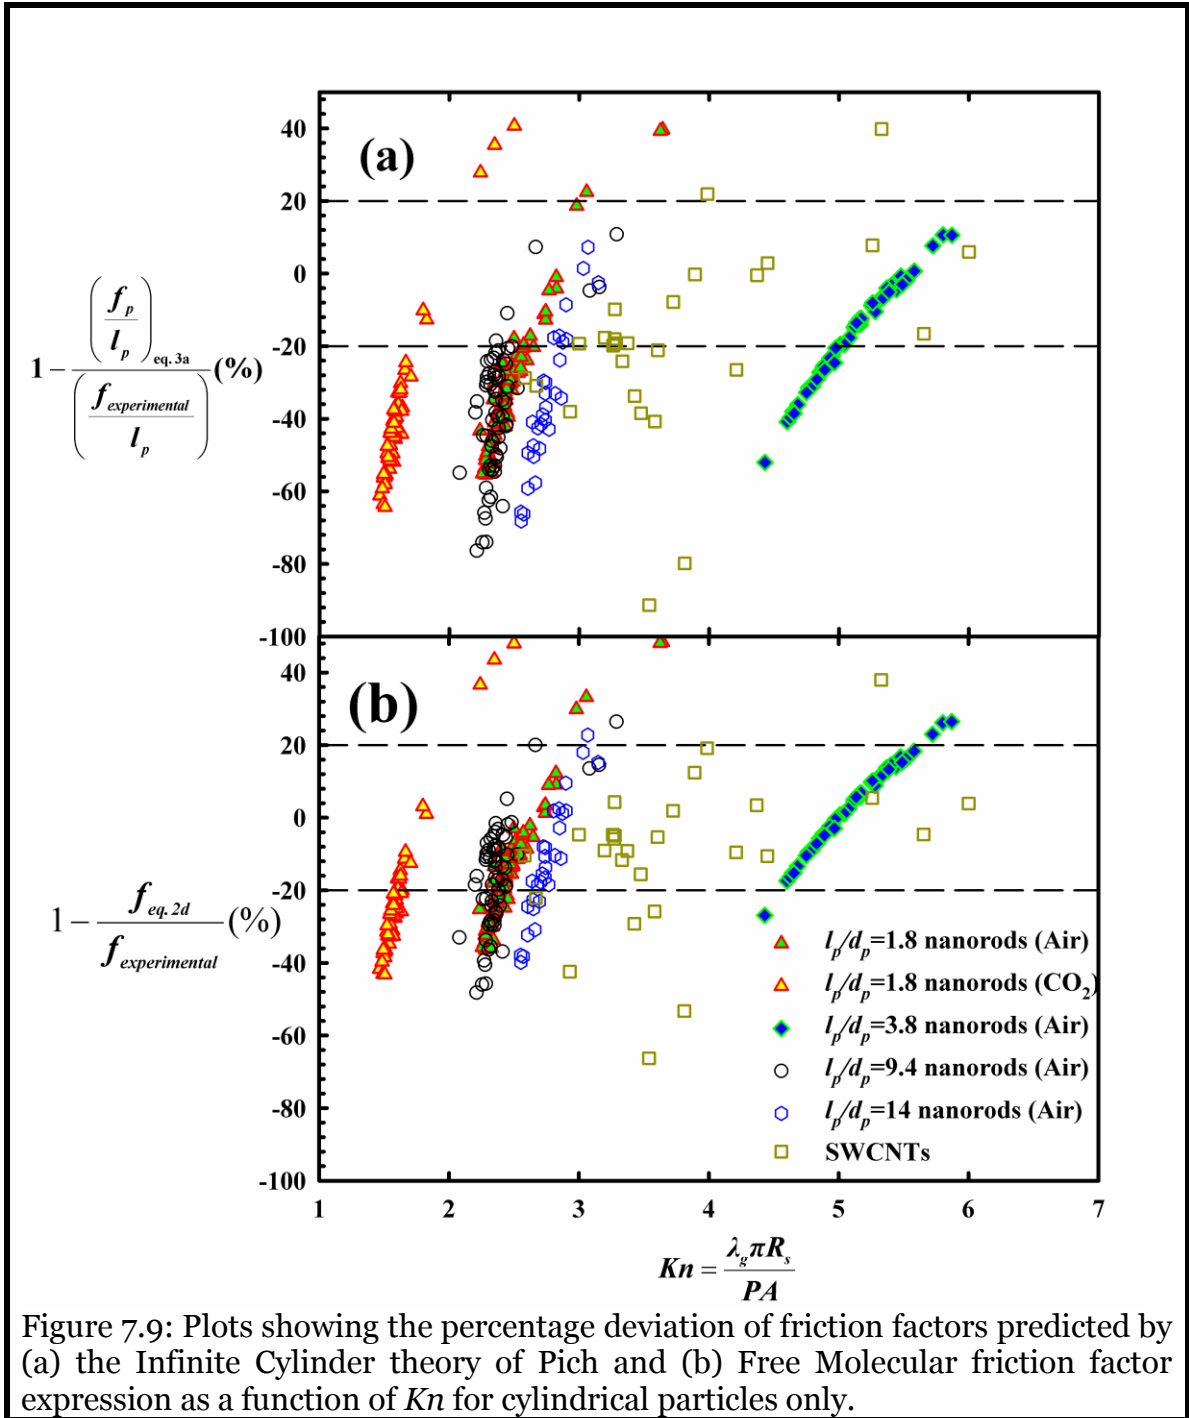 40
(a)
20
0
-20
-40
-60
-80
-100
1 − (f_p / l_p)_eq. 3a / (f_experimental / l_p) (%)
40
(b)
20
0
-20
-40
-60
-80
-100
1 − f_eq. 2d / f_experimental (%)
l_p/d_p=1.8 nanorods (Air)
l_p/d_p=1.8 nanorods (CO₂)
l_p/d_p=3.8 nanorods (Air)
l_p/d_p=9.4 nanorods (Air)
l_p/d_p=14 nanorods (Air)
SWCNTs
1 2 3 4 5 6 7
Kn = λ_g πR_s / PA
Figure 7.9: Plots showing the percentage deviation of friction factors predicted by
(a) the Infinite Cylinder theory of Pich and (b) Free Molecular friction factor
expression as a function of Kn for cylindrical particles only.